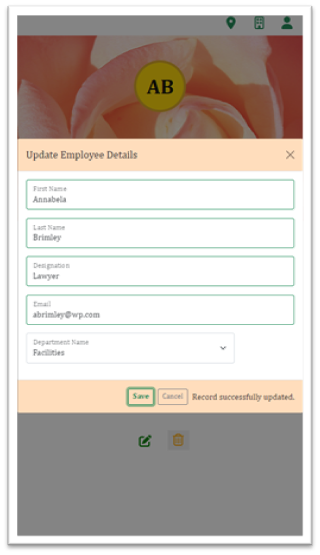 AB
Update Employee Details
First Name
Annabela
Last Name
Brimley
Designation
Lawyer
Email
abrimley@wp.com
Department Name
Facilities
Save Cancel Record successfully updated.